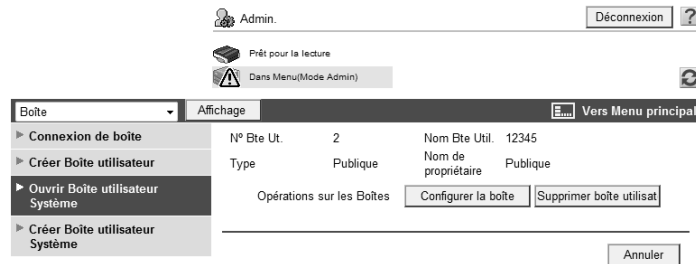 Admin.
Déconnexion
?
Prêt pour la lecture
Dans Menu(Mode Admin)
Boîte
Affichage
Vers Menu principal
Connexion de boîte
Créer Boîte utilisateur
Ouvrir Boîte utilisateur
Système
Créer Boîte utilisateur
Système
Nº Bte Ut. 2 Nom Bte Util. 12345
Type Publique Nom de
propriétaire Publique
Opérations sur les Boîtes Configurer la boîte Supprimer boîte utilisat
Annuler